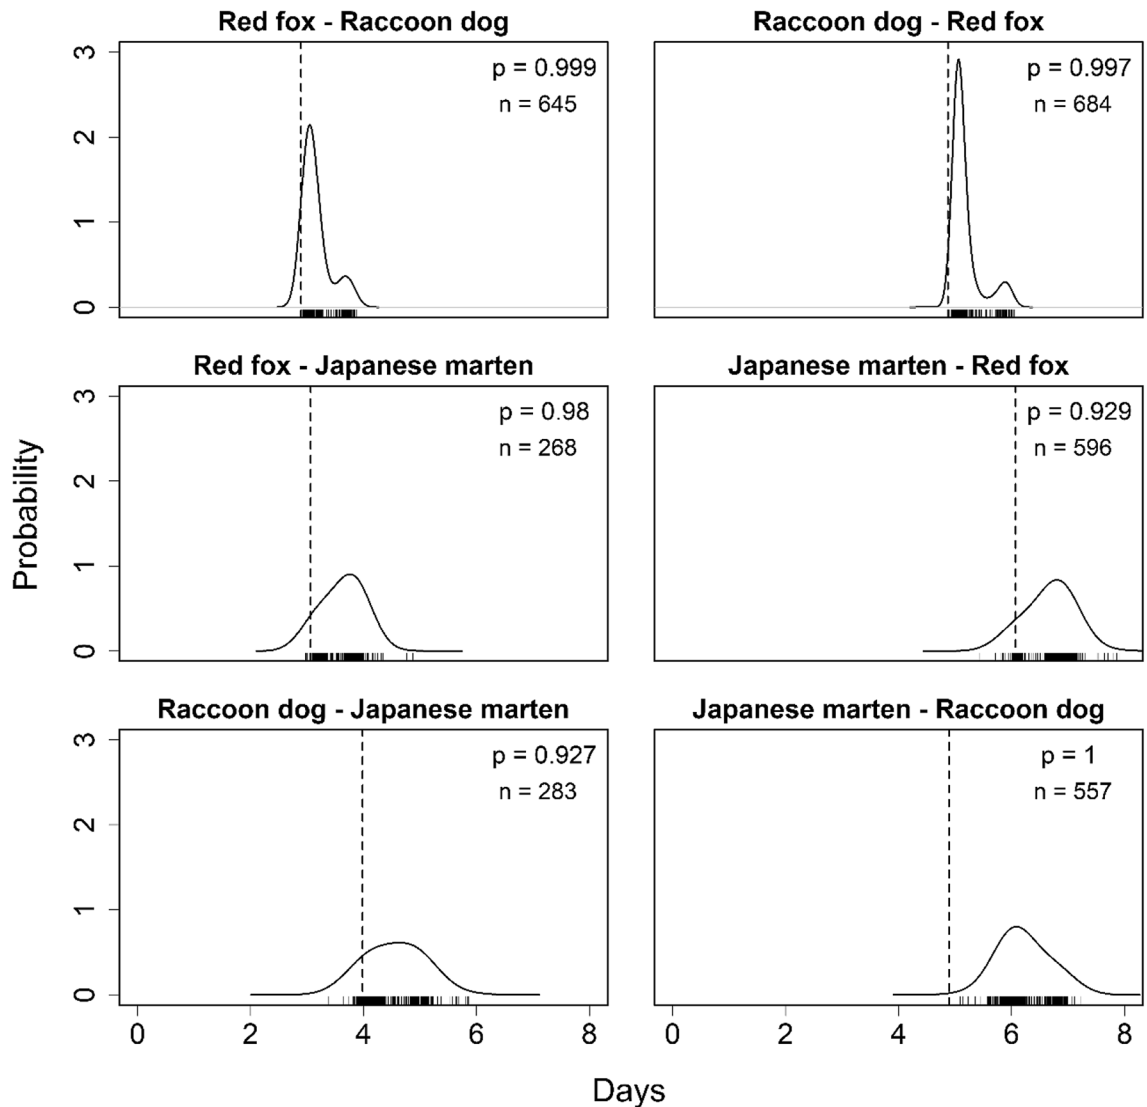 Red fox - Raccoon dog
Raccoon dog - Red fox
3
2
1
0
p = 0.999
n = 645
p = 0.997
n = 684
Red fox - Japanese marten
Japanese marten - Red fox
3
2
1
0
p = 0.98
n = 268
p = 0.929
n = 596
Probability
Raccoon dog - Japanese marten
Japanese marten - Raccoon dog
3
2
1
0
p = 0.927
n = 283
p = 1
n = 557
0 2 4 6 8
0 2 4 6 8
Days